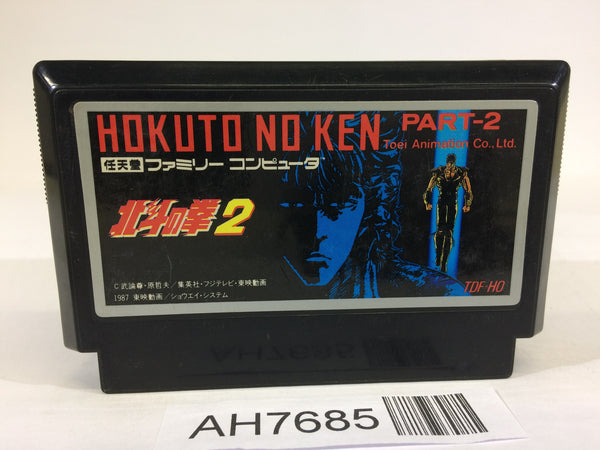 HOKUTO NO KEN PART-2
Toei Animation Co., Ltd.
任天堂 ファミリー コンピュータ
北斗の拳2
©武論尊・原哲夫/集英社・フジテレビ・東映動画
1987 東映動画/ショウエイ・システム
TDF-HO
AH7685
AH7685